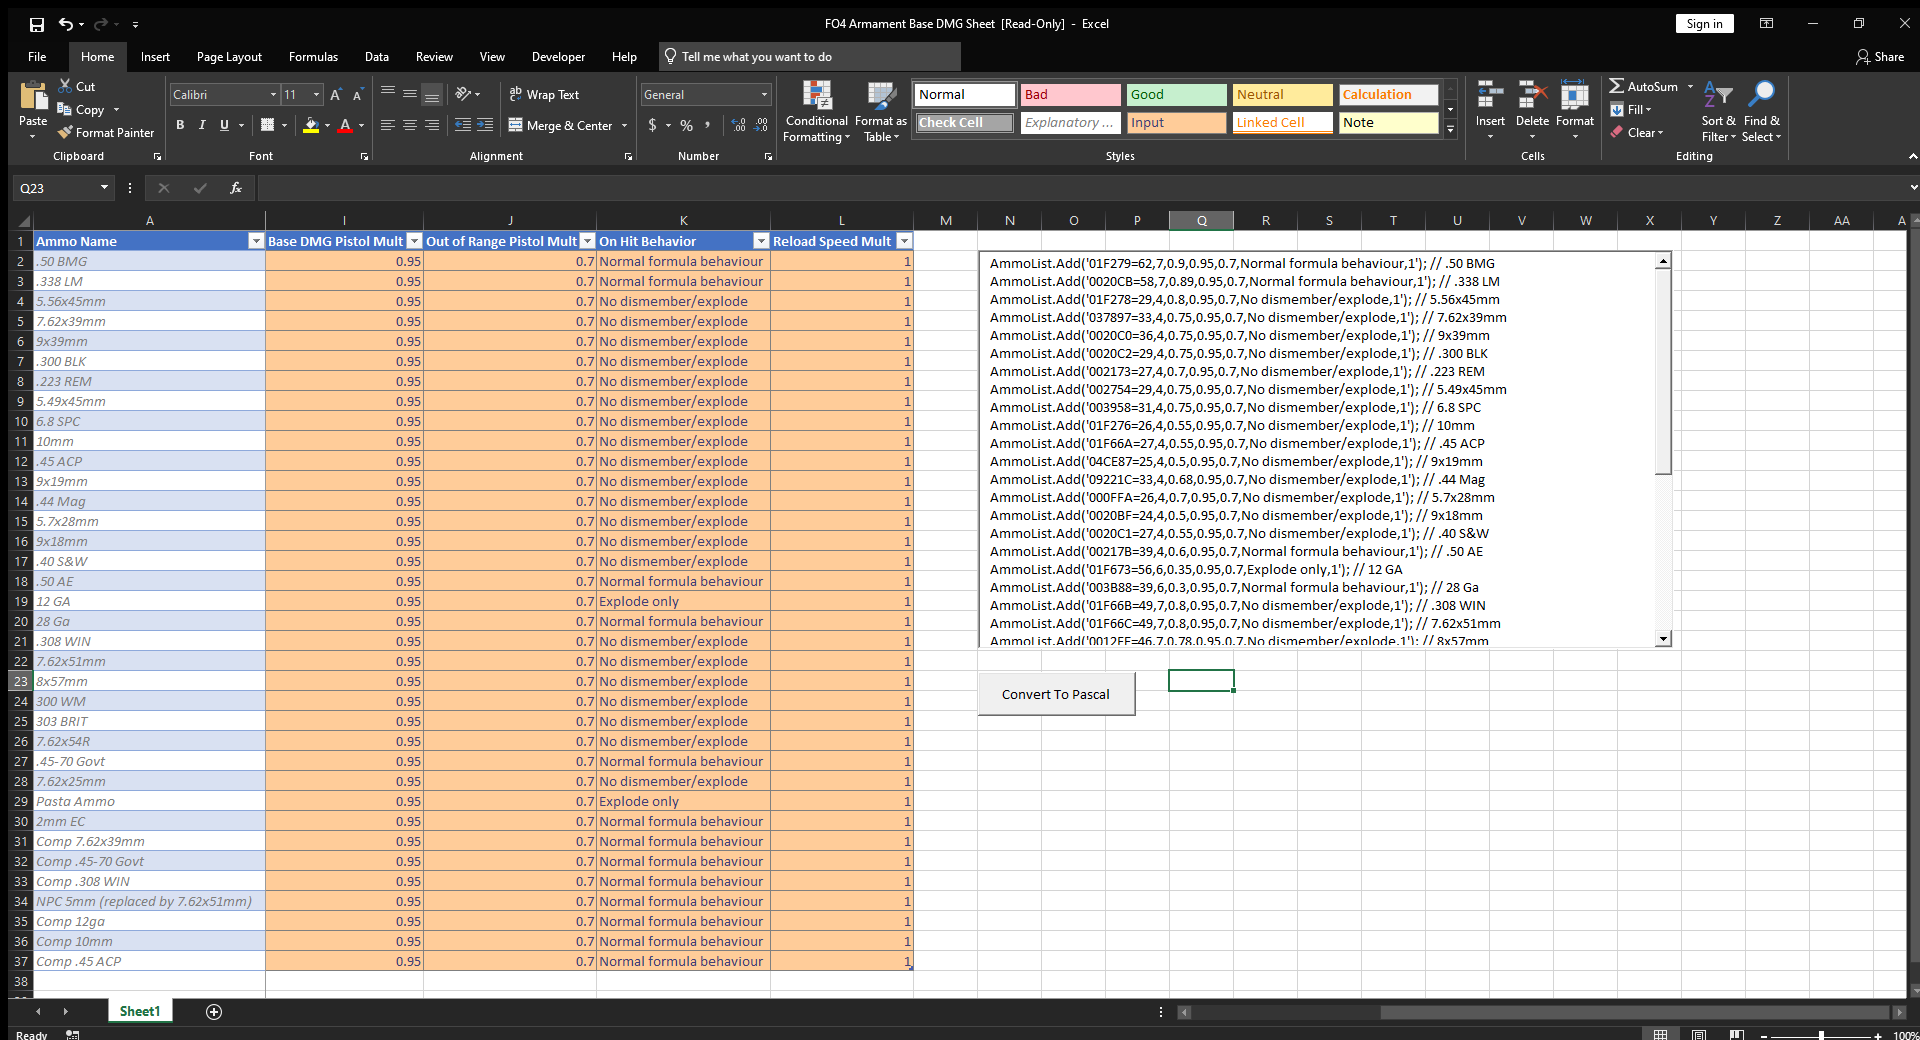 FO4 Armament Base DMG Sheet [Read-Only] - Excel
Sign in
File Home Insert Page Layout Formulas Data Review View Developer Help Tell me what you want to do
Share
Paste
Cut
Copy
Format Painter
Clipboard
Calibri 11
B I U
Font
Wrap Text
Merge & Center
Alignment
General
$ % ,
Number
Conditional Formatting
Format as Table
Normal Bad Good Neutral Calculation
Check Cell Explanatory ... Input Linked Cell Note
Styles
Insert Delete Format
Cells
AutoSum
Fill
Clear
Sort & Filter
Find & Select
Editing
Q23
fx
A I J K L M N O P Q R S T U V W X Y Z AA A
1 Ammo Name Base DMG Pistol Mult Out of Range Pistol Mult On Hit Behavior Reload Speed Mult
2 .50 BMG 0.95 0.7 Normal formula behaviour 1
3 .338 LM 0.95 0.7 Normal formula behaviour 1
4 5.56x45mm 0.95 0.7 No dismember/explode 1
5 7.62x39mm 0.95 0.7 No dismember/explode 1
6 9x39mm 0.95 0.7 No dismember/explode 1
7 .300 BLK 0.95 0.7 No dismember/explode 1
8 .223 REM 0.95 0.7 No dismember/explode 1
9 5.49x45mm 0.95 0.7 No dismember/explode 1
10 6.8 SPC 0.95 0.7 No dismember/explode 1
11 10mm 0.95 0.7 No dismember/explode 1
12 .45 ACP 0.95 0.7 No dismember/explode 1
13 9x19mm 0.95 0.7 No dismember/explode 1
14 .44 Mag 0.95 0.7 No dismember/explode 1
15 5.7x28mm 0.95 0.7 No dismember/explode 1
16 9x18mm 0.95 0.7 No dismember/explode 1
17 .40 S&W 0.95 0.7 No dismember/explode 1
18 .50 AE 0.95 0.7 Normal formula behaviour 1
19 12 GA 0.95 0.7 Explode only 1
20 28 Ga 0.95 0.7 Normal formula behaviour 1
21 .308 WIN 0.95 0.7 No dismember/explode 1
22 7.62x51mm 0.95 0.7 No dismember/explode 1
23 8x57mm 0.95 0.7 No dismember/explode 1
24 300 WM 0.95 0.7 No dismember/explode 1
25 303 BRIT 0.95 0.7 No dismember/explode 1
26 7.62x54R 0.95 0.7 No dismember/explode 1
27 .45-70 Govt 0.95 0.7 Normal formula behaviour 1
28 7.62x25mm 0.95 0.7 No dismember/explode 1
29 Pasta Ammo 0.95 0.7 Explode only 1
30 2mm EC 0.95 0.7 Normal formula behaviour 1
31 Comp 7.62x39mm 0.95 0.7 Normal formula behaviour 1
32 Comp .45-70 Govt 0.95 0.7 Normal formula behaviour 1
33 Comp .308 WIN 0.95 0.7 Normal formula behaviour 1
34 NPC 5mm (replaced by 7.62x51mm) 0.95 0.7 Normal formula behaviour 1
35 Comp 12ga 0.95 0.7 Normal formula behaviour 1
36 Comp 10mm 0.95 0.7 Normal formula behaviour 1
37 Comp .45 ACP 0.95 0.7 Normal formula behaviour 1
38
AmmoList.Add('01F279=62,7,0.9,0.95,0.7,Normal formula behaviour,1'); // .50 BMG
AmmoList.Add('0020CB=58,7,0.89,0.95,0.7,Normal formula behaviour,1'); // .338 LM
AmmoList.Add('01F278=29,4,0.8,0.95,0.7,No dismember/explode,1'); // 5.56x45mm
AmmoList.Add('037897=33,4,0.75,0.95,0.7,No dismember/explode,1'); // 7.62x39mm
AmmoList.Add('0020C0=36,4,0.75,0.95,0.7,No dismember/explode,1'); // 9x39mm
AmmoList.Add('0020C2=29,4,0.75,0.95,0.7,No dismember/explode,1'); // .300 BLK
AmmoList.Add('002173=27,4,0.7,0.95,0.7,No dismember/explode,1'); // .223 REM
AmmoList.Add('002754=29,4,0.75,0.95,0.7,No dismember/explode,1'); // 5.49x45mm
AmmoList.Add('003958=31,4,0.75,0.95,0.7,No dismember/explode,1'); // 6.8 SPC
AmmoList.Add('01F276=26,4,0.55,0.95,0.7,No dismember/explode,1'); // 10mm
AmmoList.Add('01F66A=27,4,0.55,0.95,0.7,No dismember/explode,1'); // .45 ACP
AmmoList.Add('04CE87=25,4,0.5,0.95,0.7,No dismember/explode,1'); // 9x19mm
AmmoList.Add('09221C=33,4,0.68,0.95,0.7,No dismember/explode,1'); // .44 Mag
AmmoList.Add('000FFA=26,4,0.7,0.95,0.7,No dismember/explode,1'); // 5.7x28mm
AmmoList.Add('0020BF=24,4,0.5,0.95,0.7,No dismember/explode,1'); // 9x18mm
AmmoList.Add('0020C1=27,4,0.55,0.95,0.7,No dismember/explode,1'); // .40 S&W
AmmoList.Add('00217B=39,4,0.6,0.95,0.7,Normal formula behaviour,1'); // .50 AE
AmmoList.Add('01F673=56,6,0.35,0.95,0.7,Explode only,1'); // 12 GA
AmmoList.Add('003B88=39,6,0.3,0.95,0.7,Normal formula behaviour,1'); // 28 Ga
AmmoList.Add('01F66B=49,7,0.8,0.95,0.7,No dismember/explode,1'); // .308 WIN
AmmoList.Add('01F66C=49,7,0.8,0.95,0.7,No dismember/explode,1'); // 7.62x51mm
AmmoList.Add('0012FF=46,7,0.78,0.95,0.7,No dismember/explode,1'); // 8x57mm
Convert To Pascal
Sheet1
Ready
100%